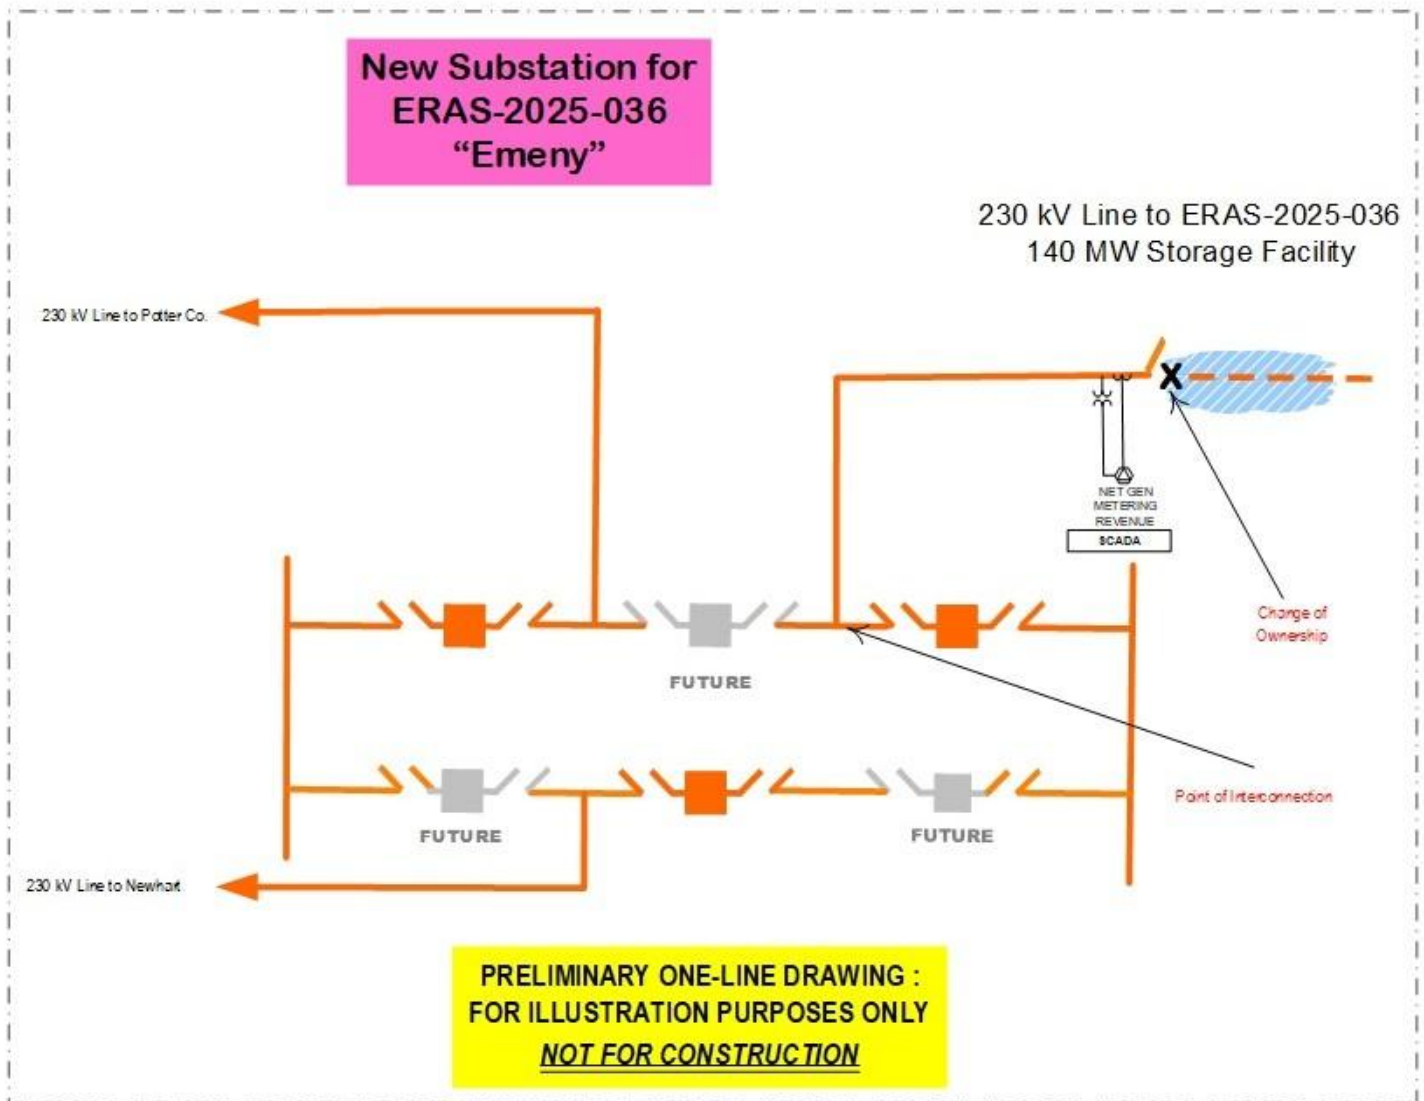 New Substation for
ERAS-2025-036
“Emeny”
230 kV Line to ERAS-2025-036
140 MW Storage Facility
230 kV Line to Potter Co.
NET GEN
METERING
REVENUE
SCADA
Change of
Ownership
FUTURE
Point of Interconnection
FUTURE
FUTURE
230 kV Line to Newhart
PRELIMINARY ONE-LINE DRAWING :
FOR ILLUSTRATION PURPOSES ONLY
NOT FOR CONSTRUCTION